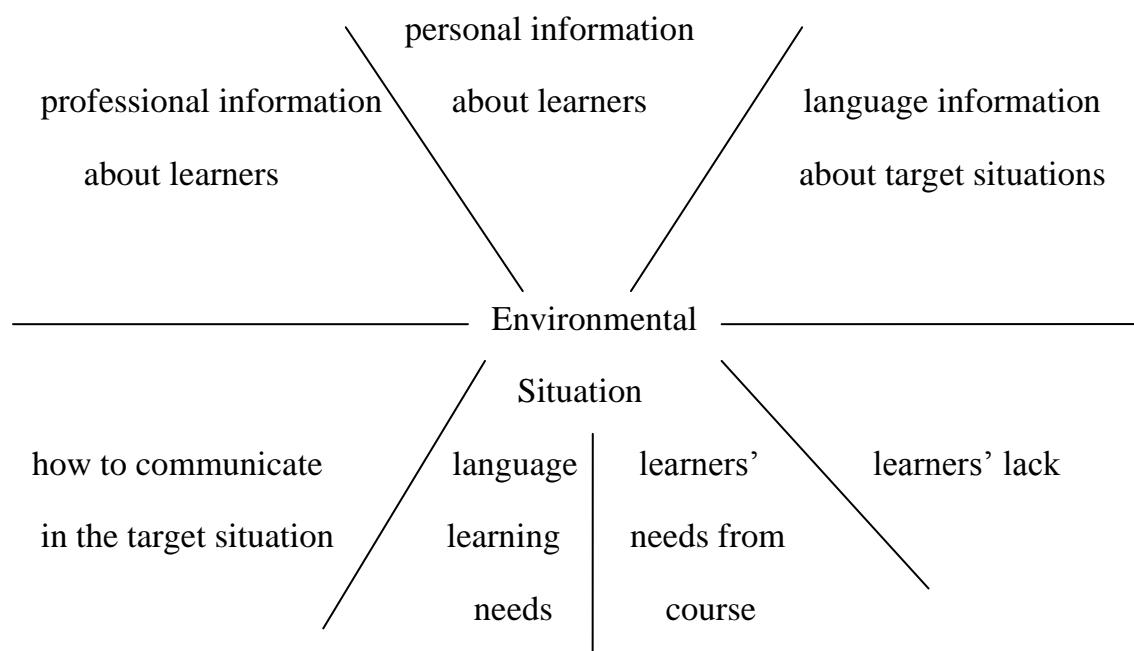 personal information
about learners
professional information
about learners
language information
about target situations
Environmental
Situation
how to communicate
in the target situation
language
learning
needs
learners’
needs from
course
learners’ lack